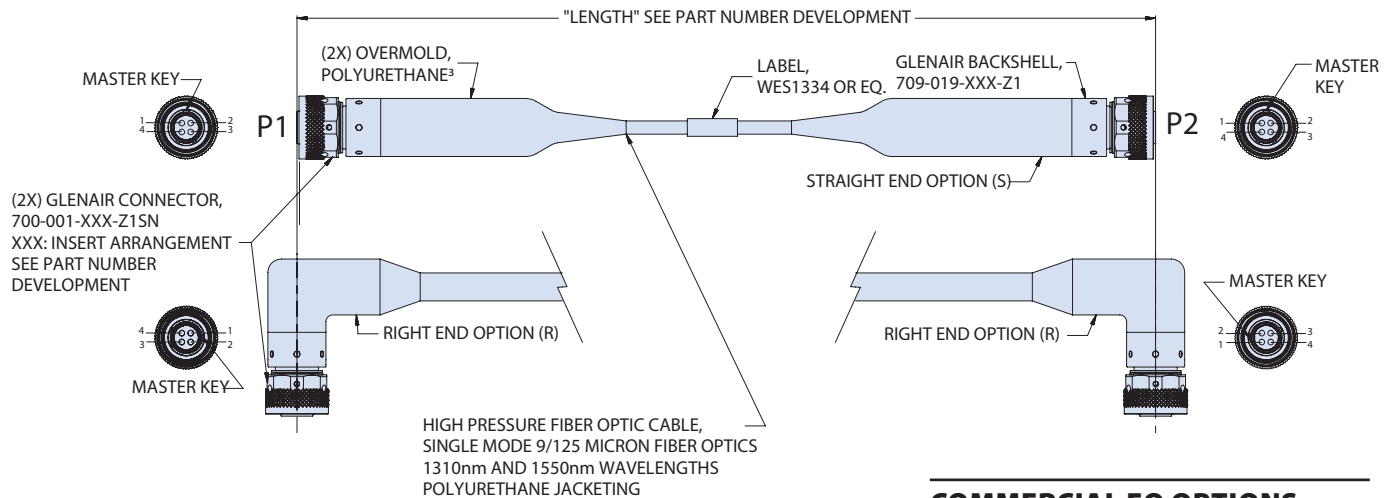 "LENGTH" SEE PART NUMBER DEVELOPMENT
(2X) OVERMOLD,
POLYURETHANE³
LABEL,
WES1334 OR EQ.
GLENAIR BACKSHELL,
709-019-XXX-Z1
MASTER KEY
1
4
2
3
P1
P2
MASTER
KEY
1
4
2
3
STRAIGHT END OPTION (S)
(2X) GLENAIR CONNECTOR,
700-001-XXX-Z1SN
XXX: INSERT ARRANGEMENT
SEE PART NUMBER
DEVELOPMENT
4
3
1
2
MASTER KEY
RIGHT END OPTION (R)
RIGHT END OPTION (R)
MASTER KEY
2
1
3
4
HIGH PRESSURE FIBER OPTIC CABLE,
SINGLE MODE 9/125 MICRON FIBER OPTICS
1310nm AND 1550nm WAVELENGTHS
POLYURETHANE JACKETING